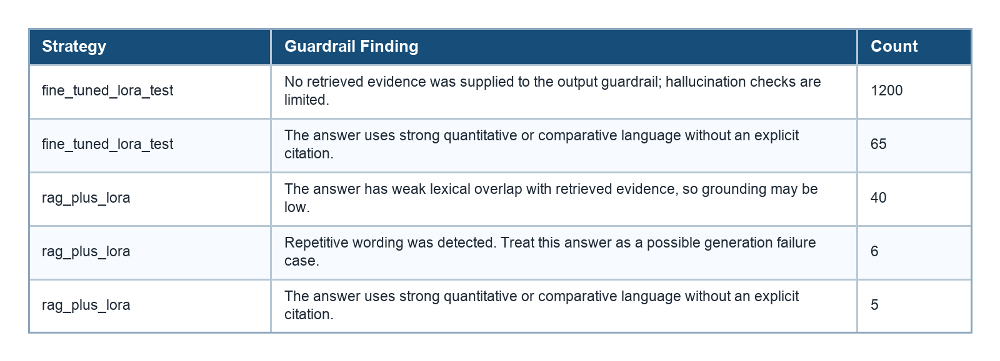 Strategy Guardrail Finding Count
fine_tuned_lora_test No retrieved evidence was supplied to the output guardrail; hallucination checks are
limited. 1200
fine_tuned_lora_test The answer uses strong quantitative or comparative language without an explicit
citation. 65
rag_plus_lora The answer has weak lexical overlap with retrieved evidence, so grounding may be
low. 40
rag_plus_lora Repetitive wording was detected. Treat this answer as a possible generation failure
case. 6
rag_plus_lora The answer uses strong quantitative or comparative language without an explicit
citation. 5